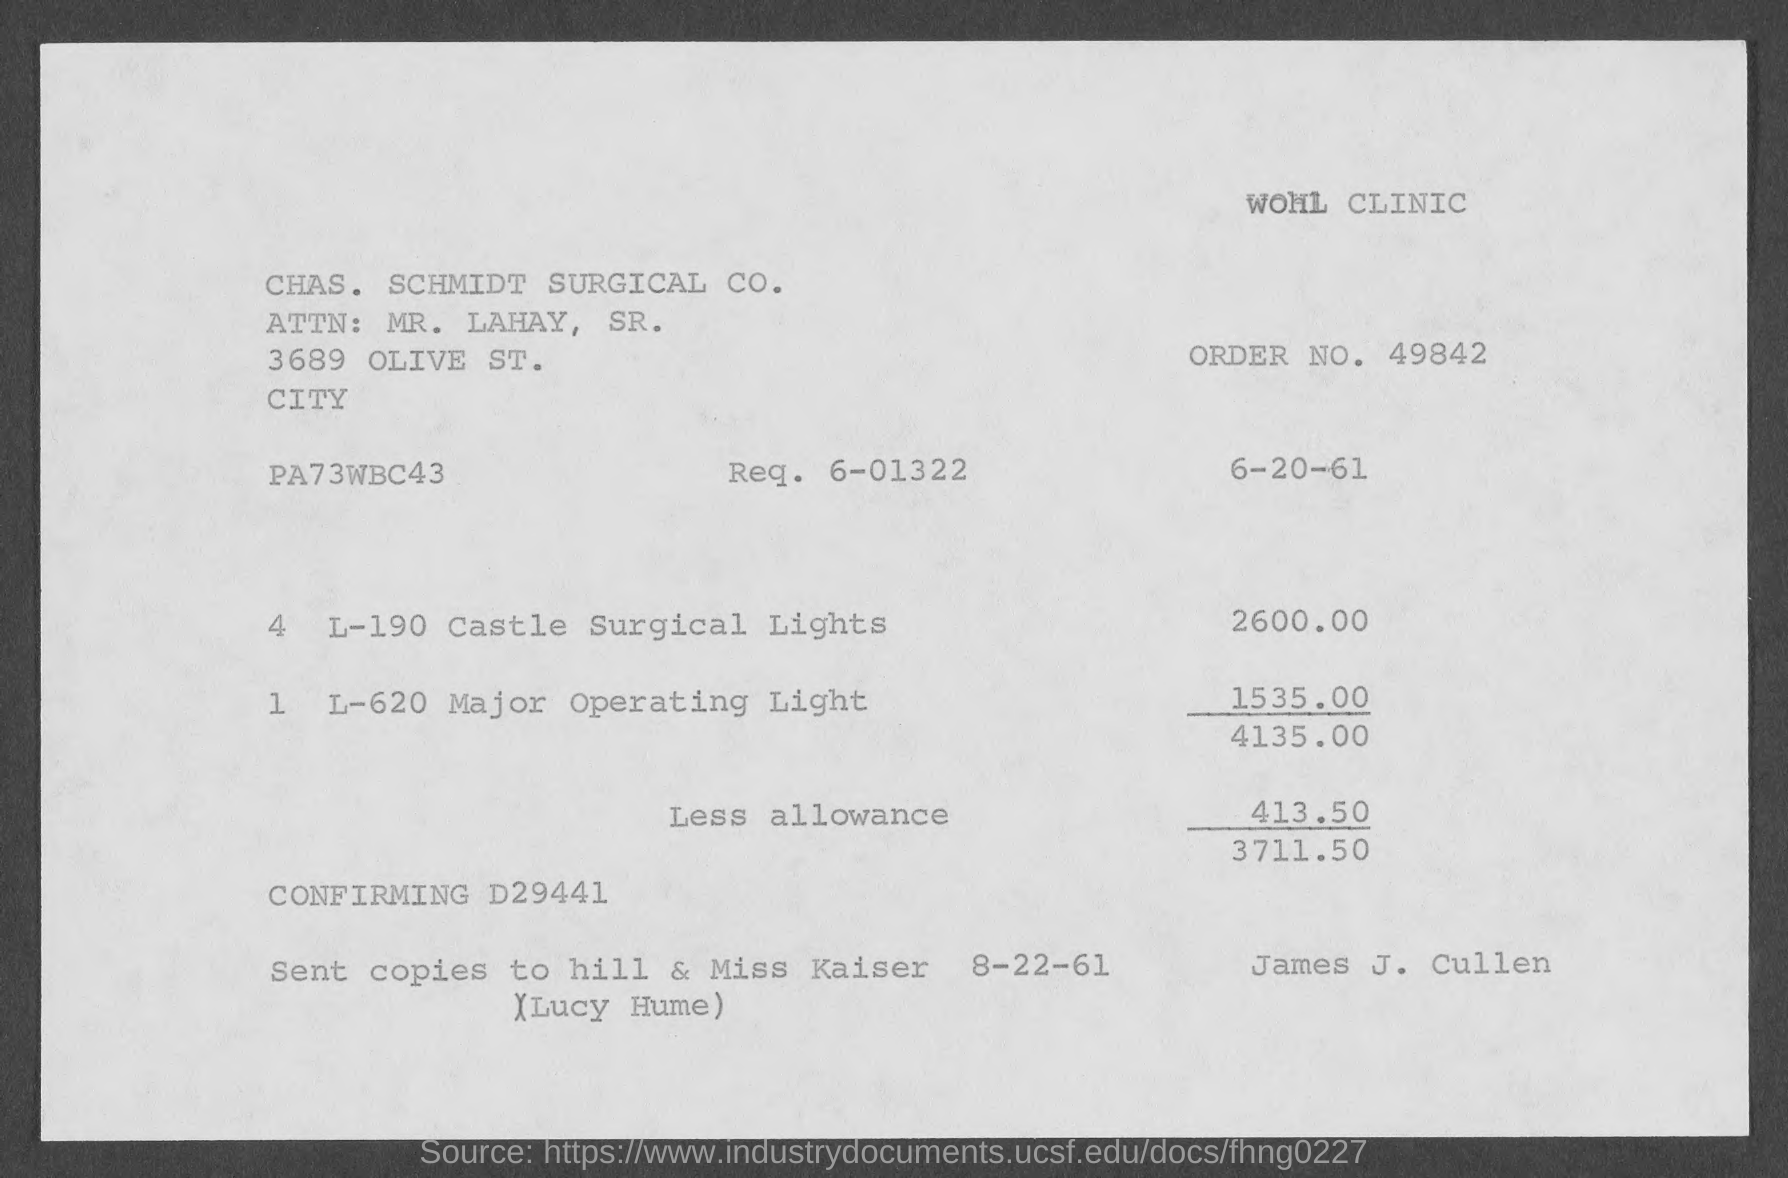 WOHL CLINIC
CHAS. SCHMIDT SURGICAL CO.
ATTN: MR. LAHAY, SR.
3689 OLIVE ST.
ORDER NO. 49842
CITY
PA73WBC43 Req. 6-01322 6-20-61
4 L-190 Castle Surgical Lights 2600.00
1 L-620 Major Operating Light 1535.00
4135.00
Less allowance 413.50
3711.50
CONFIRMING D29441
Sent copies to hill & Miss Kaiser 8-22-61 James J. Cullen
(Lucy Hume)
Source: https://www.industrydocuments.ucsf.edu/docs/fhng0227